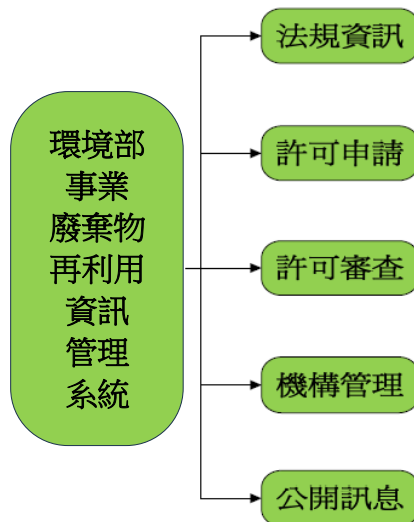 環境部
事業
廢棄物
再利用
資訊
管理
系統
法規資訊
許可申請
許可審查
機構管理
公開訊息